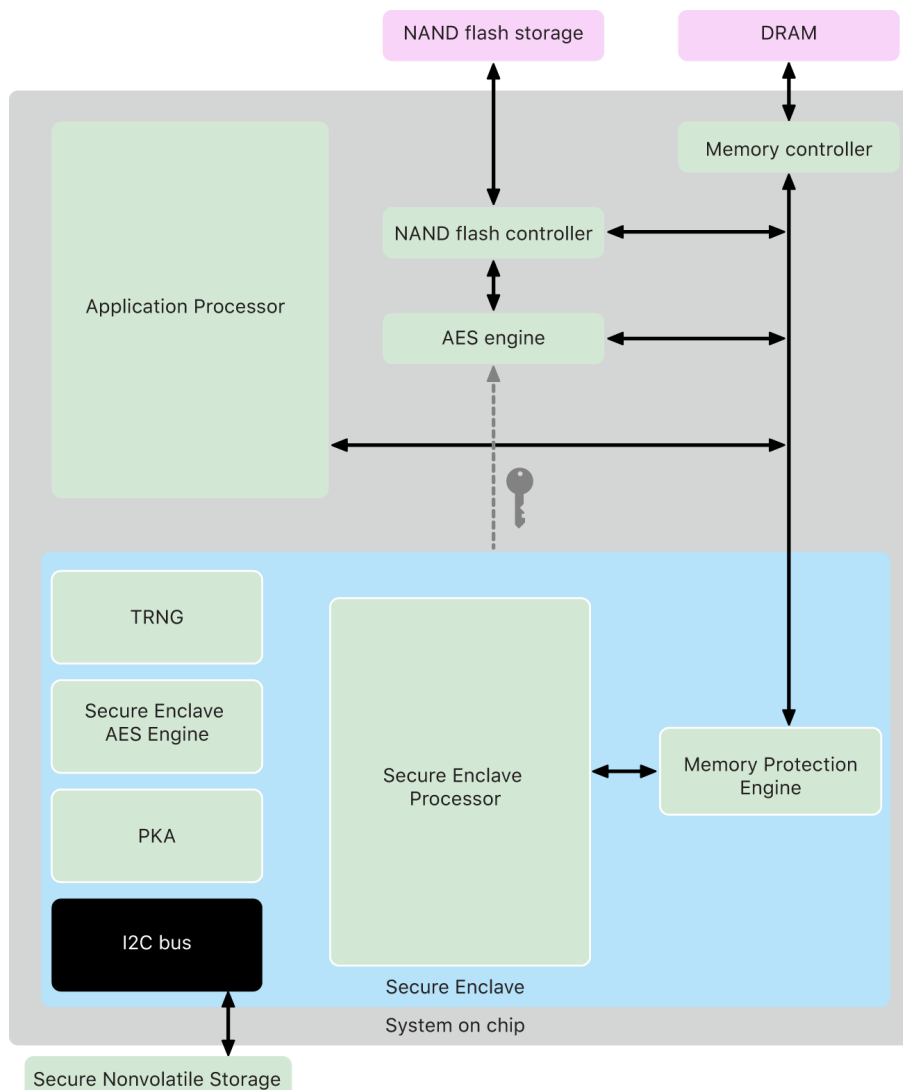 NAND flash storage
DRAM
Memory controller
NAND flash controller
Application Processor
AES engine
TRNG
Secure Enclave
AES Engine
Secure Enclave
Processor
Memory Protection
Engine
PKA
I2C bus
Secure Enclave
System on chip
Secure Nonvolatile Storage